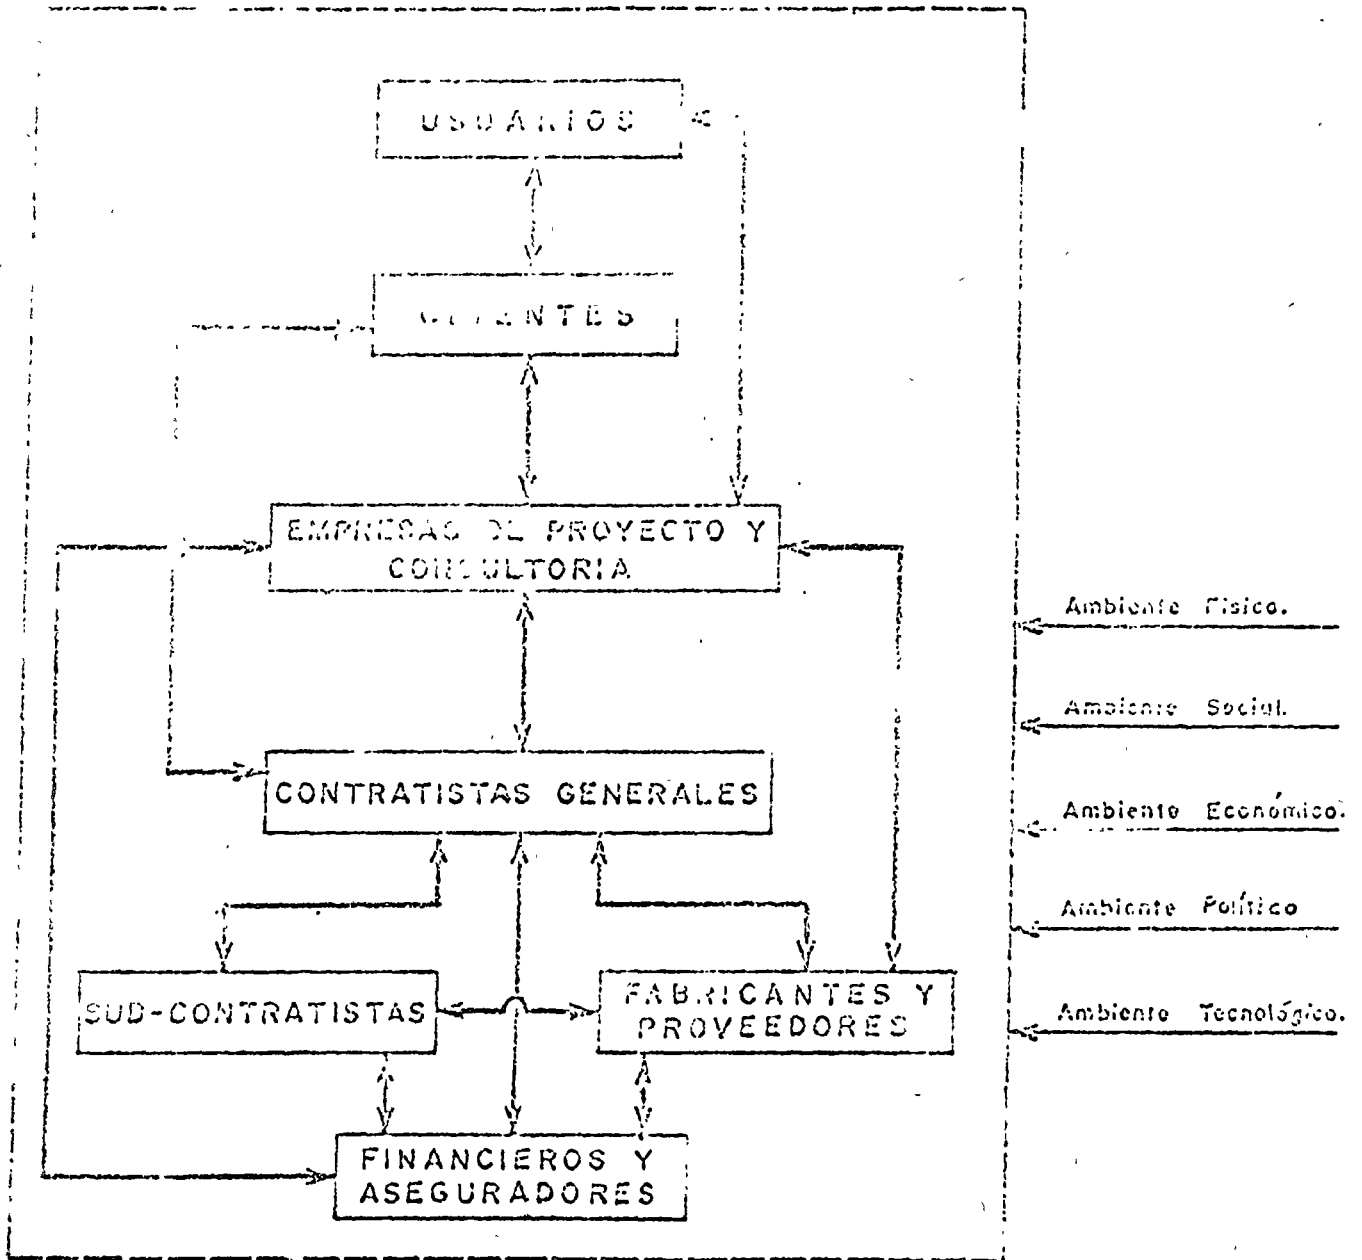 USUARIOS
CLIENTES
EMPRESAS DE PROYECTO Y
CONSULTORIA
CONTRATISTAS GENERALES
SUB-CONTRATISTAS
FABRICANTES Y
PROVEEDORES
FINANCIEROS Y
ASEGURADORES
Ambiente Físico.
Ambiente Social.
Ambiente Económico.
Ambiente Político
Ambiente Tecnológico.